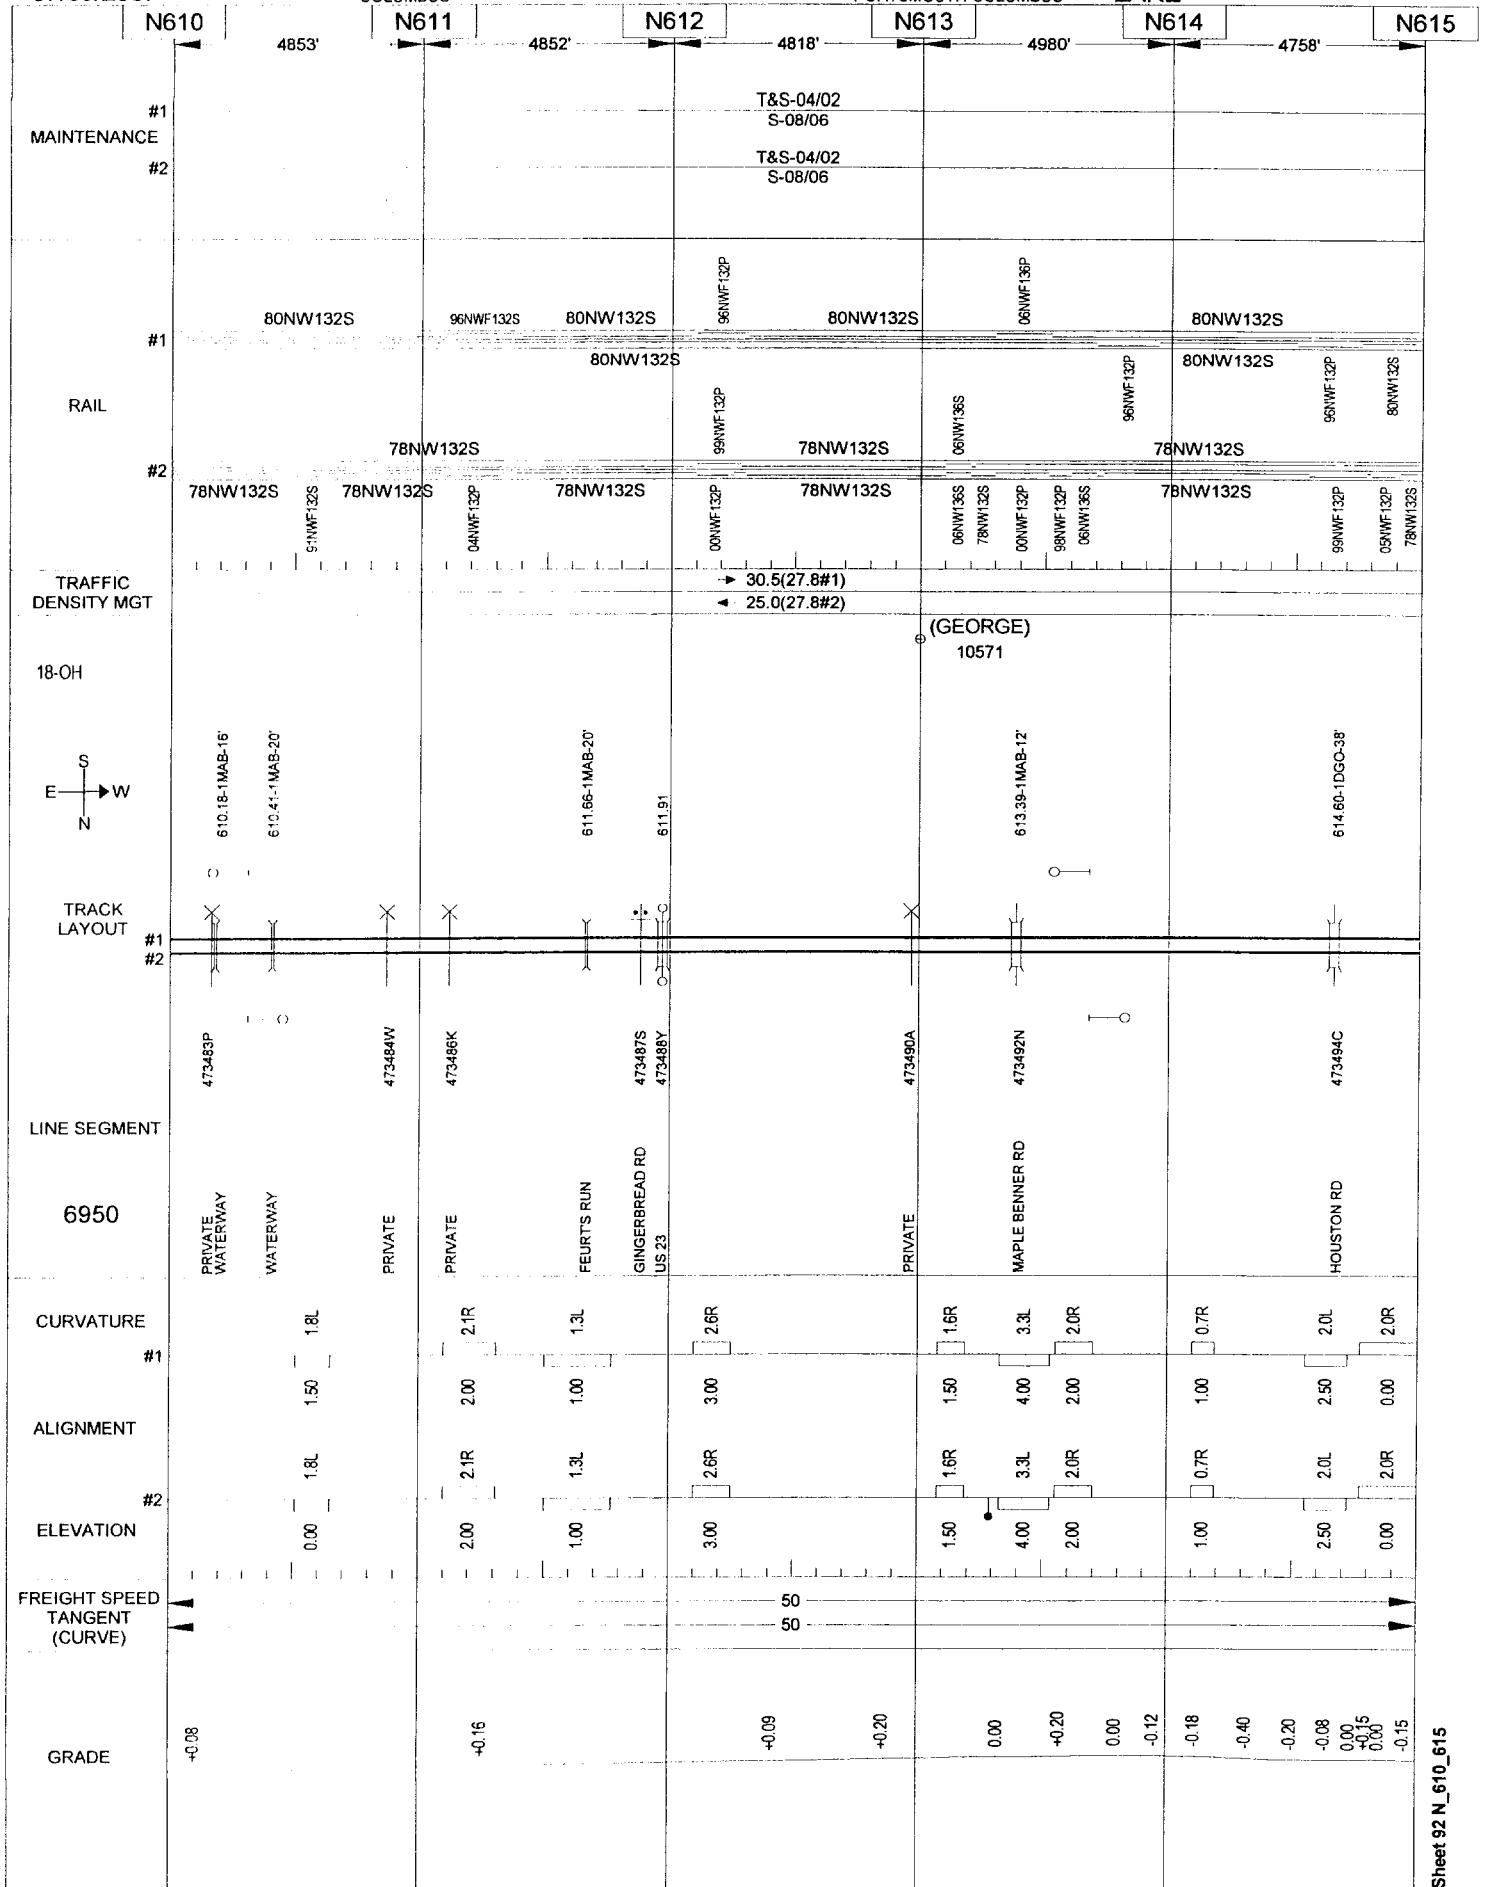 N610 N611 N612 N613 N614 N615
4853' 4852' 4818' 4980' 4758'
MAINTENANCE
#1
T&S-04/02
S-08/06
#2
T&S-04/02
S-08/06
96NWF132P 06NWF136P
80NW132S 96NWF132S 80NW132S 80NW132S 80NW132S
#1
80NW132S 80NW132S
RAIL
99NWF132P 06NW136S 96NWF132P 96NWF132P 80NW132S
78NW132S 78NW132S 78NW132S
#2
78NW132S 78NW132S 78NW132S 78NW132S 78NW132S
91NWF132S 04NWF132P 00NWF132P 06NW136S 78NW132S 00NWF132P 98NWF132P 06NW136S 99NWF132P 05NWF132P 78NW132S
TRAFFIC
DENSITY MGT
30.5(27.8#1)
25.0(27.8#2)
(GEORGE)
10571
18-OH
S
E W
N
610.18-1MAB-16' 610.41-1MAB-20' 611.66-1MAB-20' 611.91 613.39-1MAB-12' 614.60-1DGO-38'
TRACK
LAYOUT
#1
#2
473483P 473484W 473486K 473487S 473488Y 473490A 473492N 473494C
LINE SEGMENT
6950
PRIVATE WATERWAY WATERWAY PRIVATE PRIVATE FEURT'S RUN GINGERBREAD RD US 23 PRIVATE MAPLE BENNER RD HOUSTON RD
CURVATURE
1.8L 2.1R 1.3L 2.6R 1.6R 3.3L 2.0R 0.7R 2.0L 2.0R
#1
1.50 2.00 1.00 3.00 1.50 4.00 2.00 1.00 2.50 0.00
ALIGNMENT
1.8L 2.1R 1.3L 2.6R 1.6R 3.3L 2.0R 0.7R 2.0L 2.0R
#2
ELEVATION
0.00 2.00 1.00 3.00 1.50 4.00 2.00 1.00 2.50 0.00
FREIGHT SPEED
TANGENT
(CURVE)
50
50
GRADE
+0.08 +0.16 +0.09 +0.20 0.00 +0.20 0.00 -0.12 -0.18 -0.40 -0.20 -0.08 0.00 +0.15 0.00 -0.15
Sheet 92 N_610_615